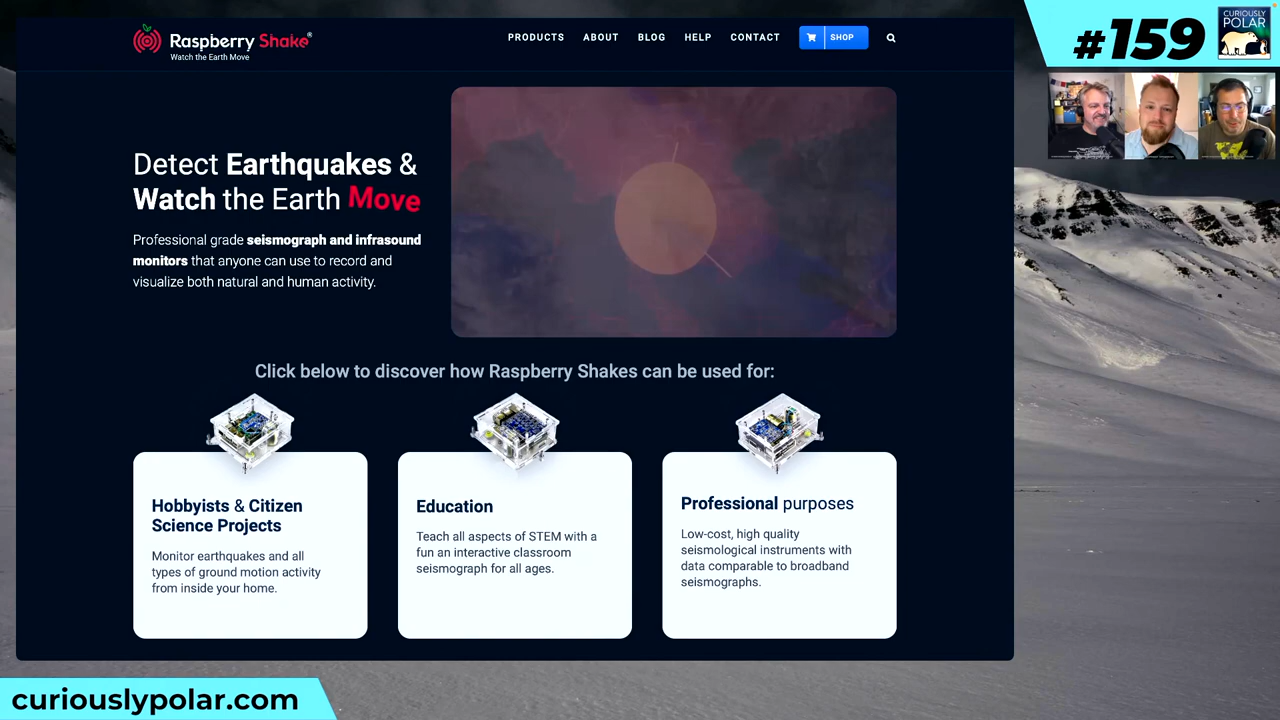 Raspberry Shake®
Watch the Earth Move
PRODUCTS ABOUT BLOG HELP CONTACT SHOP
#159
CURIOUSLY
POLAR
Detect Earthquakes &
Watch the Earth Move
Professional grade seismograph and infrasound
monitors that anyone can use to record and
visualize both natural and human activity.
Click below to discover how Raspberry Shakes can be used for:
Hobbyists & Citizen
Science Projects
Monitor earthquakes and all
types of ground motion activity
from inside your home.
Education
Teach all aspects of STEM with a
fun an interactive classroom
seismograph for all ages.
Professional purposes
Low-cost, high quality
seismological instruments with
data comparable to broadband
seismographs.
curiouslypolar.com